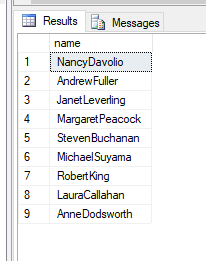 Results Messages
name
1 NancyDavolio
2 AndrewFuller
3 JanetLeverling
4 MargaretPeacock
5 StevenBuchanan
6 MichaelSuyama
7 RobertKing
8 LauraCallahan
9 AnneDodsworth